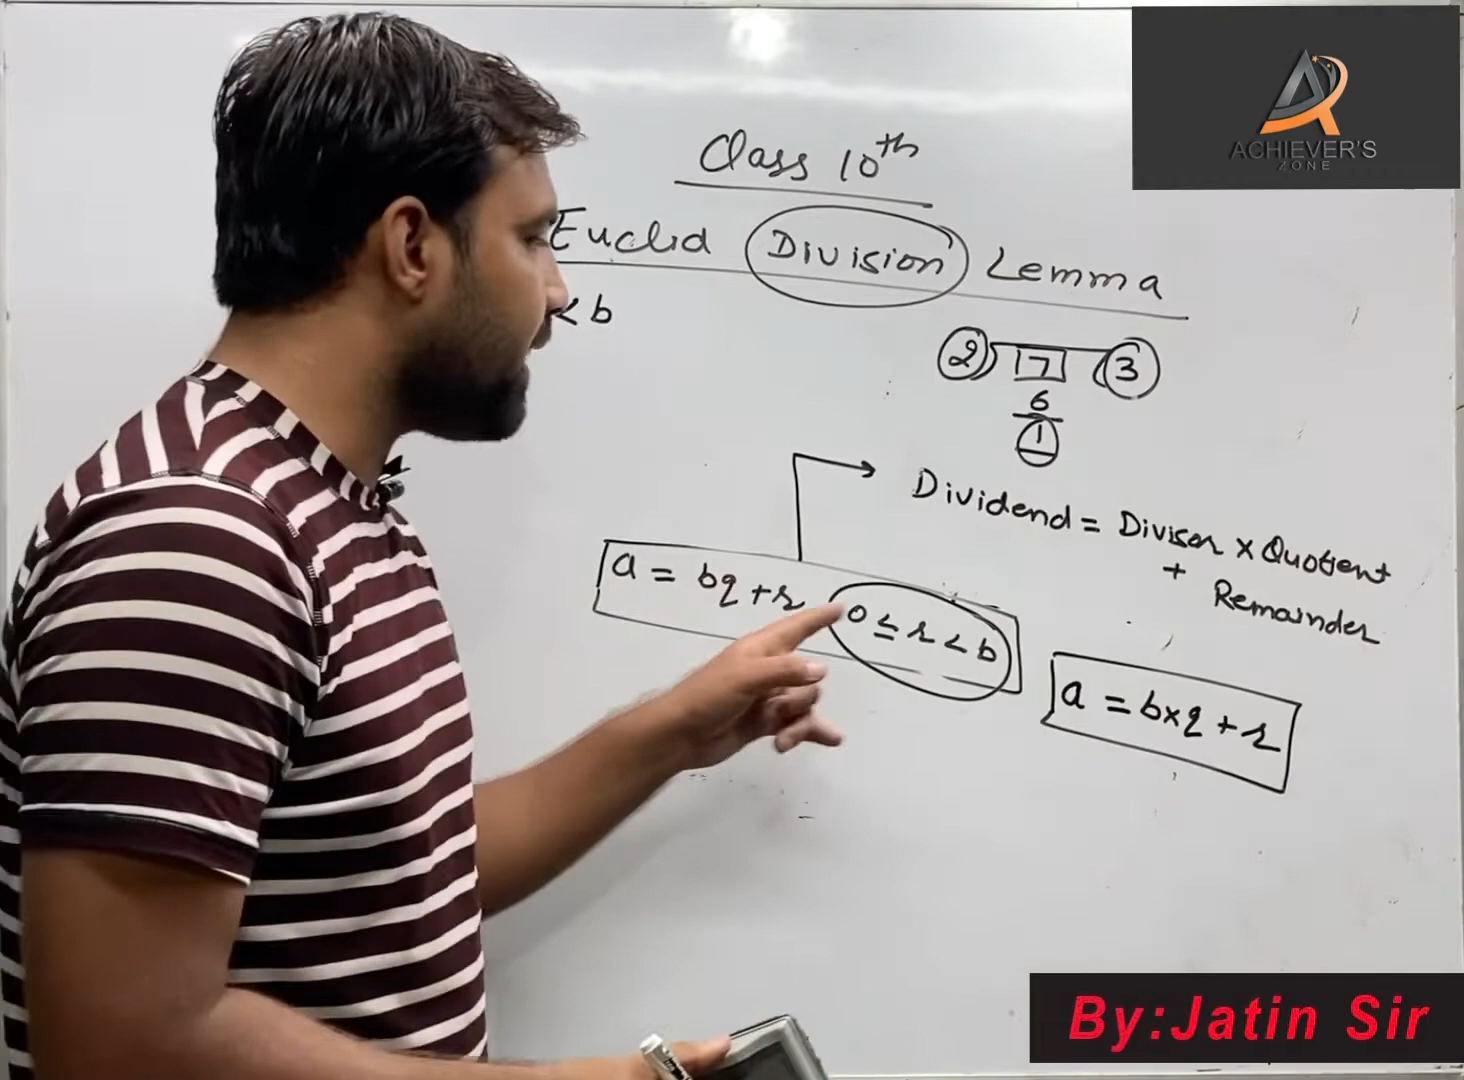 ACHIEVER'S
ZONE
Class 10th
Euclid Division Lemma
< b
2 ) 7 ( 3
6
1
Dividend = Divisor × Quotient
+ Remainder
a = bq + r 0 ≤ r < b
a = b×q + r
By:Jatin Sir